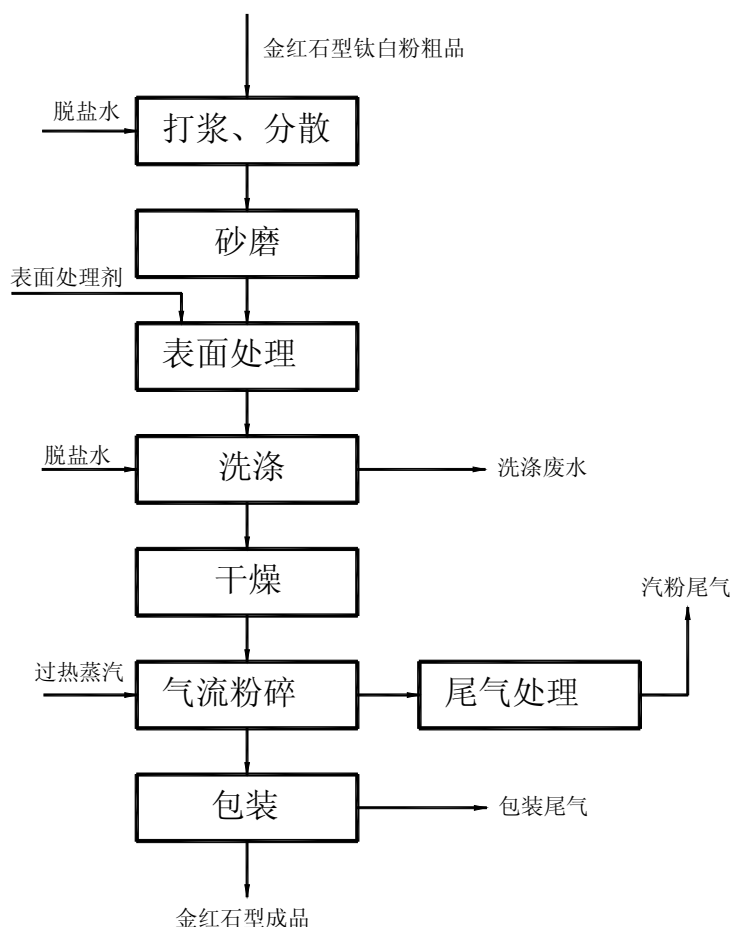 金红石型钛白粉粗品
脱盐水
打浆、分散
砂磨
表面处理剂
表面处理
脱盐水
洗涤
洗涤废水
干燥
汽粉尾气
过热蒸汽
气流粉碎
尾气处理
包装
包装尾气
金红石型成品